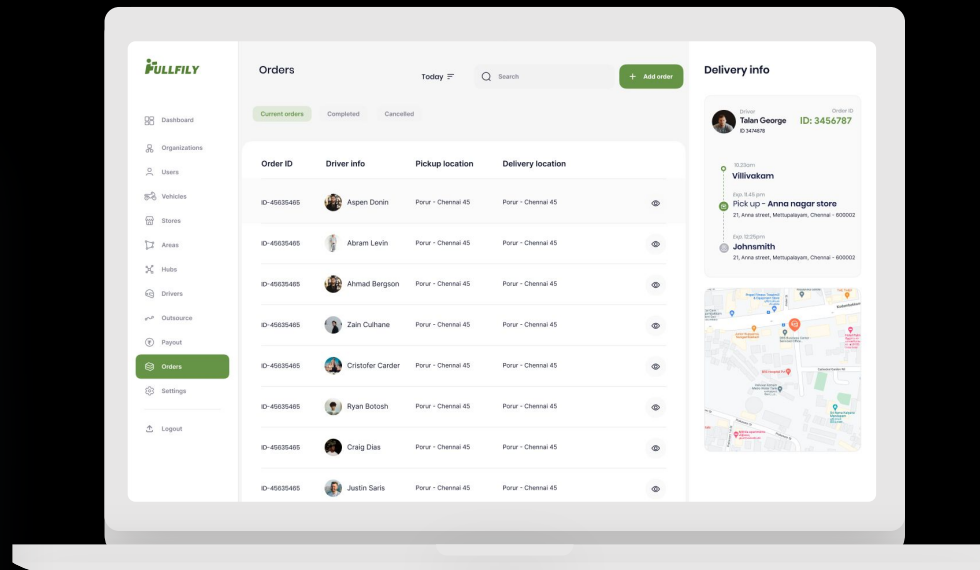 FULLFILY
Dashboard
Organizations
Users
Vehicles
Stores
Areas
Hubs
Drivers
Outsource
Payout
Orders
Settings
Logout
Orders
Today
Search
+ Add order
Current orders Completed Cancelled
Order ID Driver info Pickup location Delivery location
ID-45635465 Aspen Donin Porur - Chennai 45 Porur - Chennai 45
ID-45635465 Abram Levin Porur - Chennai 45 Porur - Chennai 45
ID-45635465 Ahmad Bergson Porur - Chennai 45 Porur - Chennai 45
ID-45635465 Zain Culhane Porur - Chennai 45 Porur - Chennai 45
ID-45635465 Cristofer Carder Porur - Chennai 45 Porur - Chennai 45
ID-45635465 Ryan Botosh Porur - Chennai 45 Porur - Chennai 45
ID-45635465 Craig Dias Porur - Chennai 45 Porur - Chennai 45
ID-45635465 Justin Saris Porur - Chennai 45 Porur - Chennai 45
Delivery info
Driver Order ID
Talan George ID: 3456787
ID 3474878
10.25am
Villivakam
Exp. 11.45 pm
Pick up - Anna nagar store
21, Anna street, Mettupalayam, Chennai - 600002
Exp. 12:25pm
Johnsmith
21, Anna street, Mettupalayam, Chennai - 600002